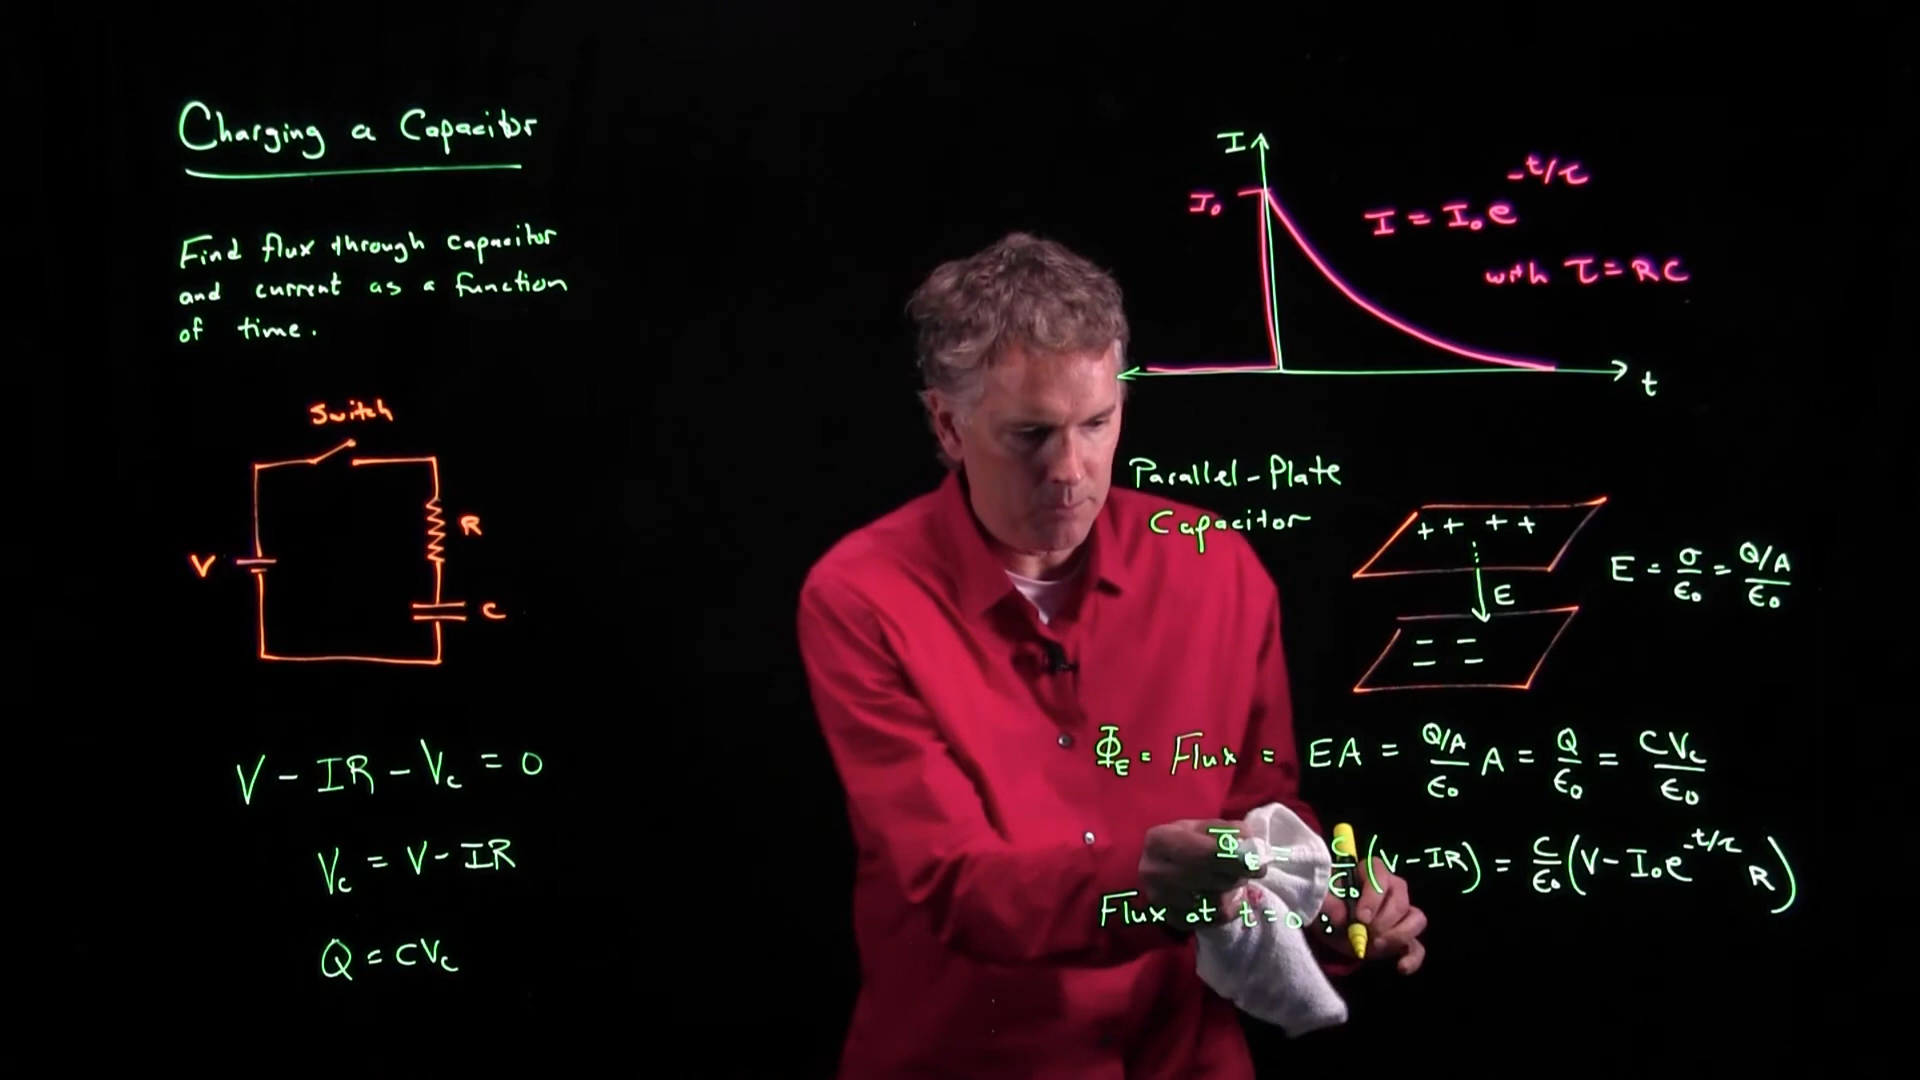 Charging a Capacitor
Find flux through capacitor
and current as a function
of time.
Switch
R
V
C
V - IR - Vc = 0
Vc = V - IR
Q = CVc
I
I₀
I = I₀e^(-t/τ)
with τ = RC
t
Parallel-Plate
Capacitor
+ + + +
E
- -
- -
E = σ/ε₀ = (Q/A)/ε₀
Φ_E = Flux = EA = (Q/A)/ε₀ A = Q/ε₀ = CVc/ε₀
Φ_E = C/ε₀ (V - IR) = C/ε₀ (V - I₀e^(-t/τ) R)
Flux at t = 0 :